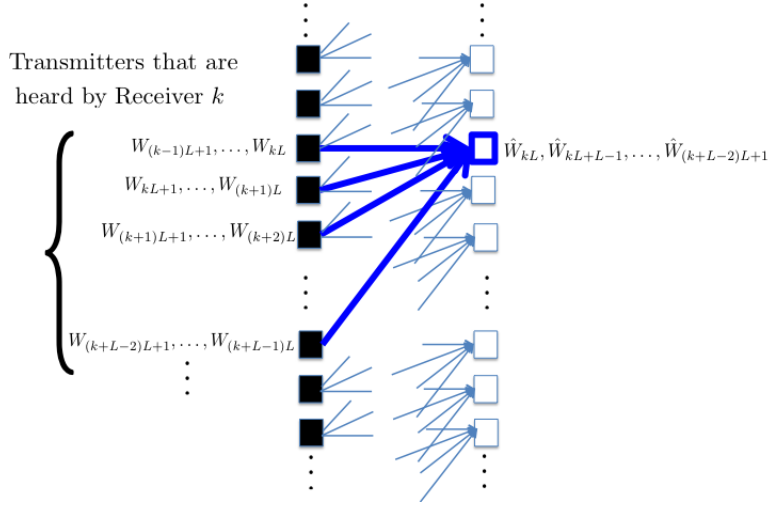 Transmitters that are
heard by Receiver k
W_{(k−1)L+1}, . . . , W_{kL}
Ŵ_{kL}, Ŵ_{kL+L−1}, . . . , Ŵ_{(k+L−2)L+1}
W_{kL+1}, . . . , W_{(k+1)L}
W_{(k+1)L+1}, . . . , W_{(k+2)L}
W_{(k+L−2)L+1}, . . . , W_{(k+L−1)L}